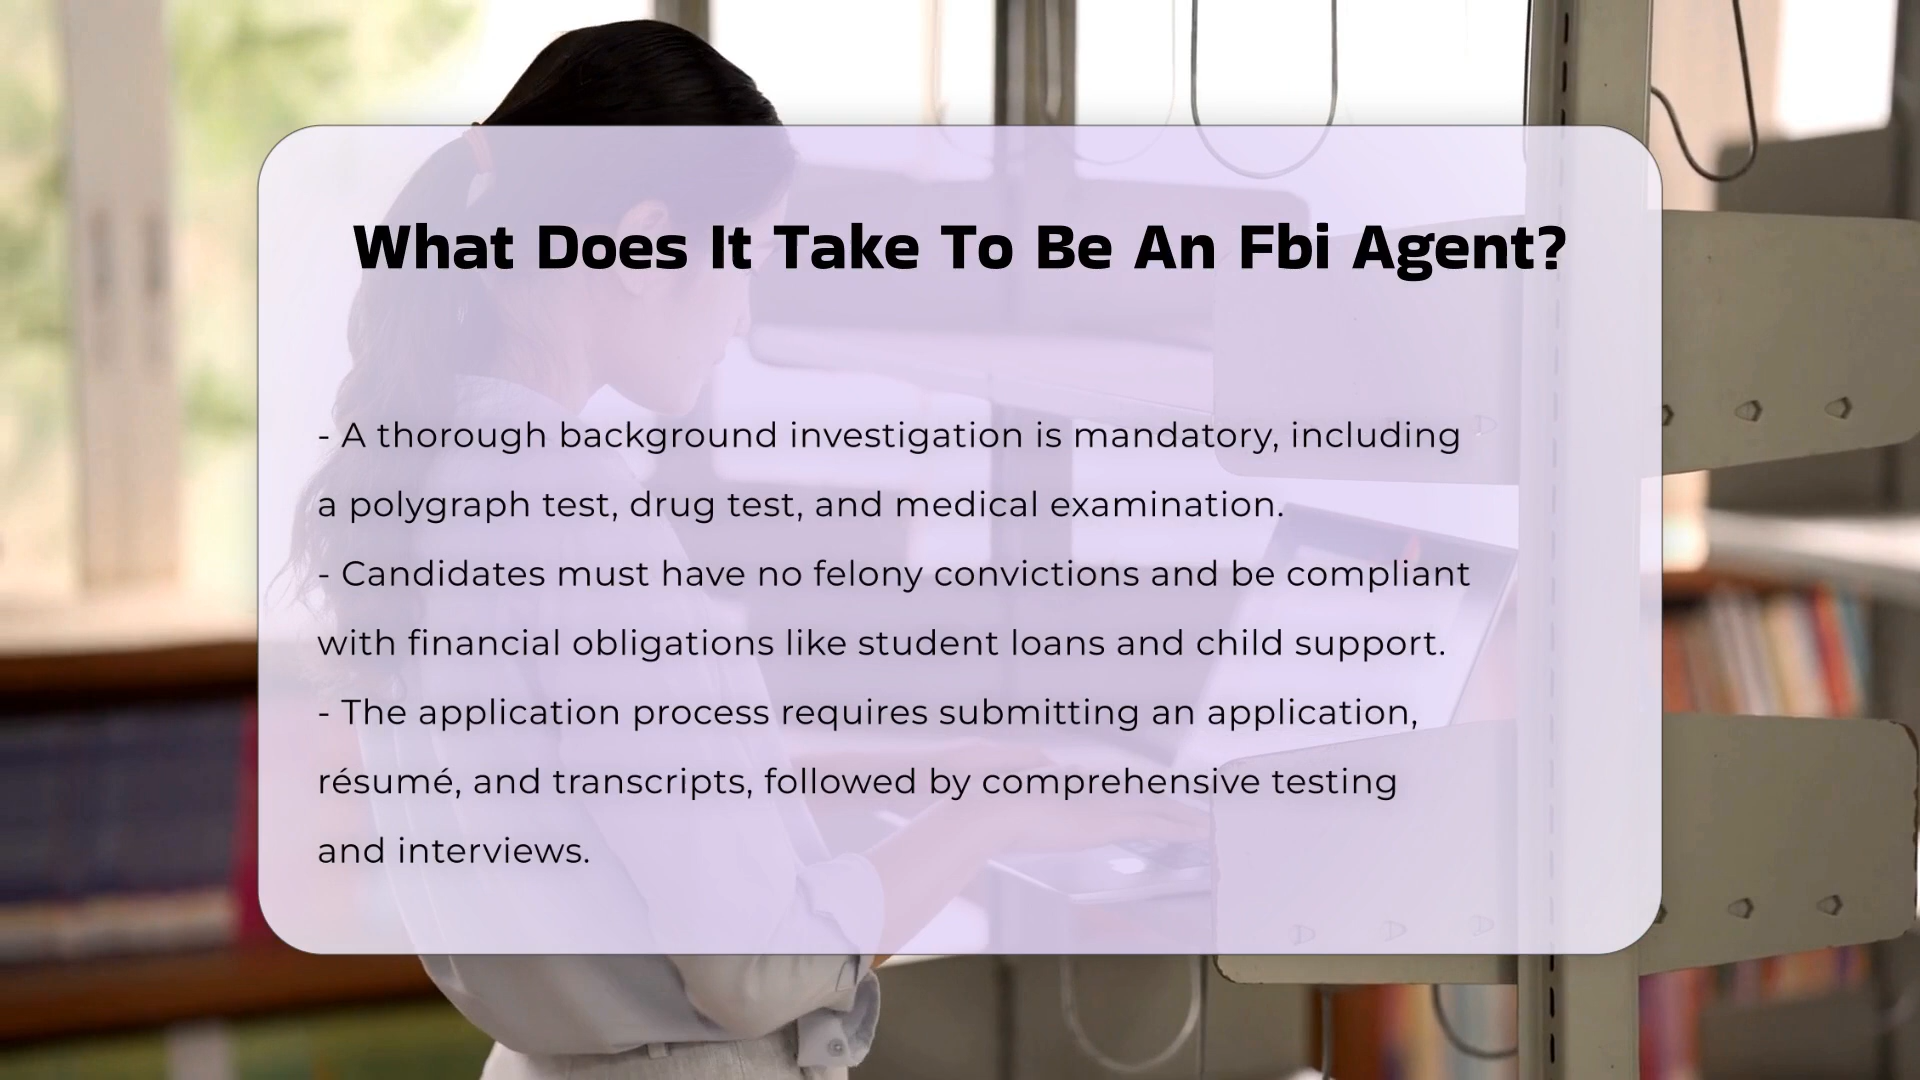 What Does It Take To Be An Fbi Agent?
- A thorough background investigation is mandatory, including
a polygraph test, drug test, and medical examination.
- Candidates must have no felony convictions and be compliant
with financial obligations like student loans and child support.
- The application process requires submitting an application,
résumé, and transcripts, followed by comprehensive testing
and interviews.